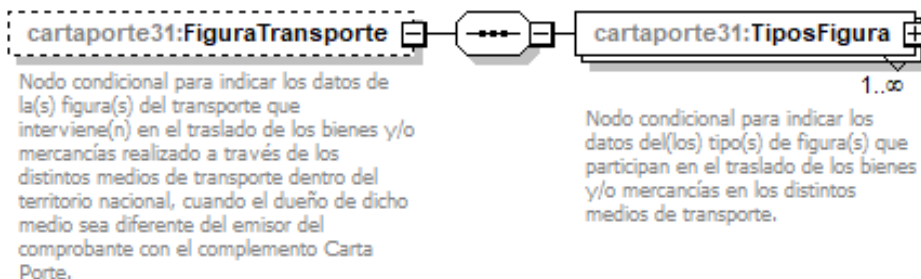 cartaporte31:FiguraTransporte
Nodo condicional para indicar los datos de
la(s) figura(s) del transporte que
interviene(n) en el traslado de los bienes y/o
mercancías realizado a través de los
distintos medios de transporte dentro del
territorio nacional, cuando el dueño de dicho
medio sea diferente del emisor del
comprobante con el complemento Carta
Porte.
cartaporte31:TiposFigura
1..∞
Nodo condicional para indicar los
datos del(los) tipo(s) de figura(s) que
participan en el traslado de los bienes
y/o mercancías en los distintos
medios de transporte.